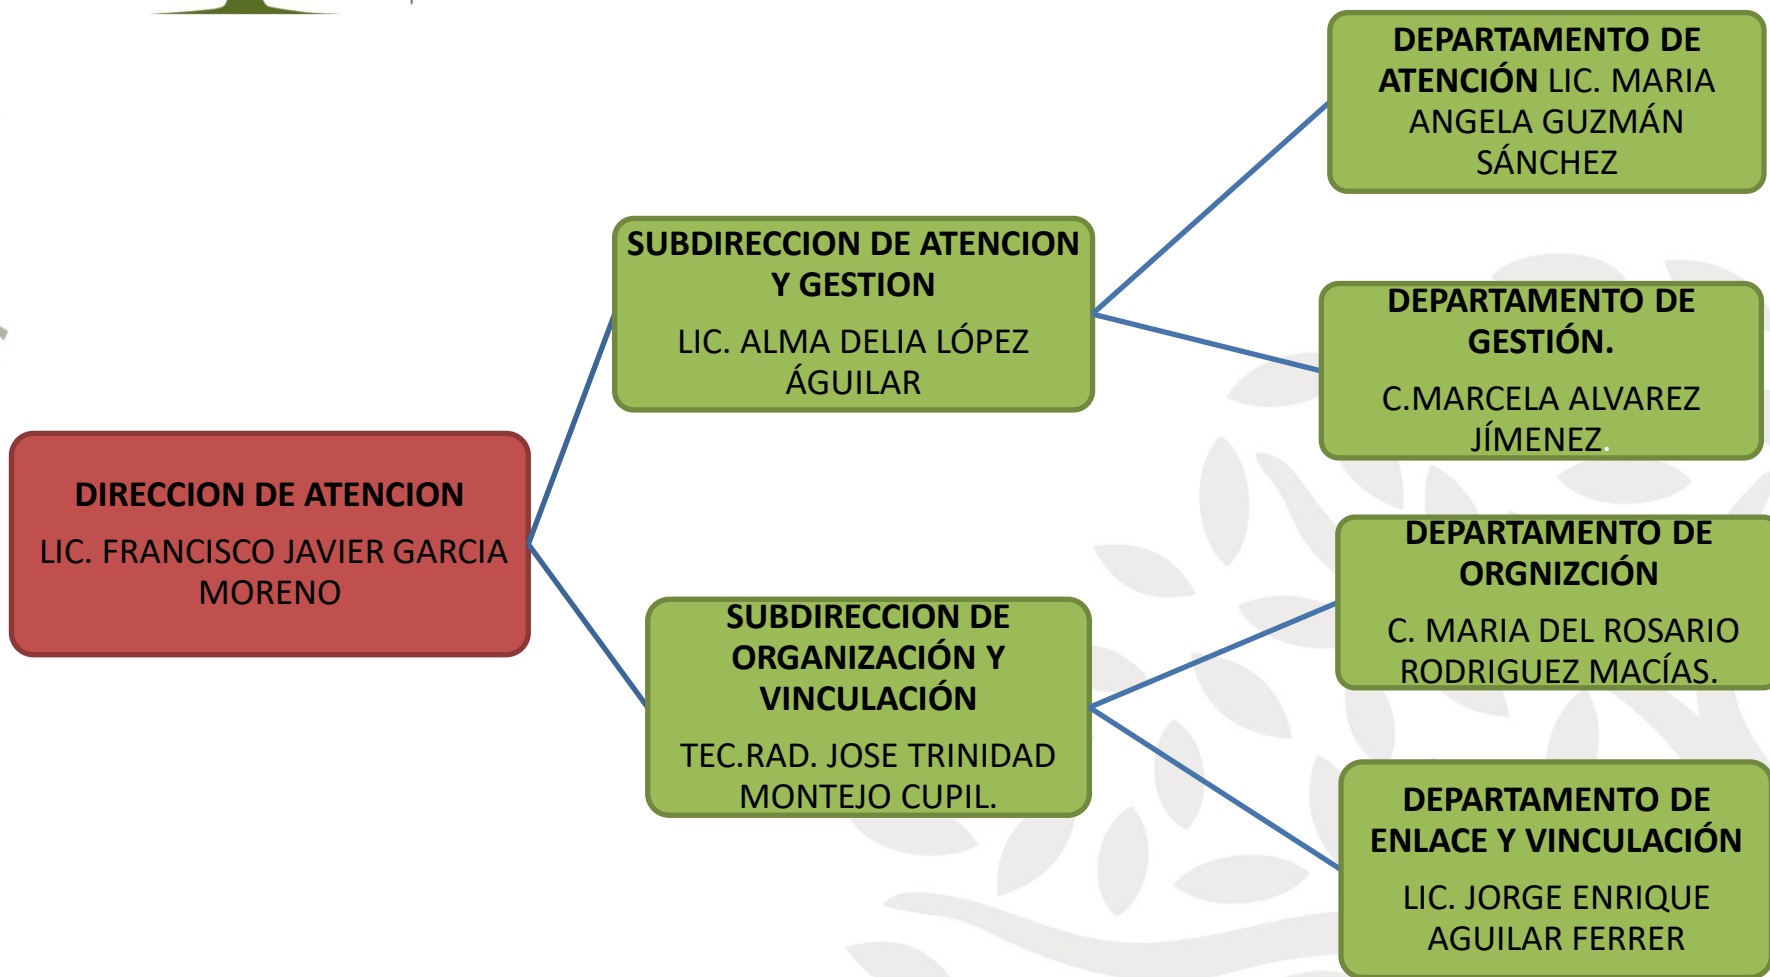 DIRECCION DE ATENCION
LIC. FRANCISCO JAVIER GARCIA
MORENO
SUBDIRECCION DE ATENCION
Y GESTION
LIC. ALMA DELIA LÓPEZ
ÁGUILAR
DEPARTAMENTO DE
ATENCIÓN LIC. MARIA
ANGELA GUZMÁN
SÁNCHEZ
DEPARTAMENTO DE
GESTIÓN.
C.MARCELA ALVAREZ
JÍMENEZ.
SUBDIRECCION DE
ORGANIZACIÓN Y
VINCULACIÓN
TEC.RAD. JOSE TRINIDAD
MONTEJO CUPIL.
DEPARTAMENTO DE
ORGNIZCIÓN
C. MARIA DEL ROSARIO
RODRIGUEZ MACÍAS.
DEPARTAMENTO DE
ENLACE Y VINCULACIÓN
LIC. JORGE ENRIQUE
AGUILAR FERRER